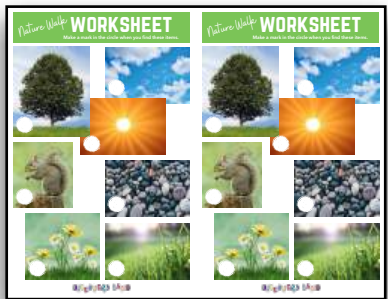 Nature Walk WORKSHEET
Make a mark in the circle when you find these items.
Nature Walk WORKSHEET
Make a mark in the circle when you find these items.